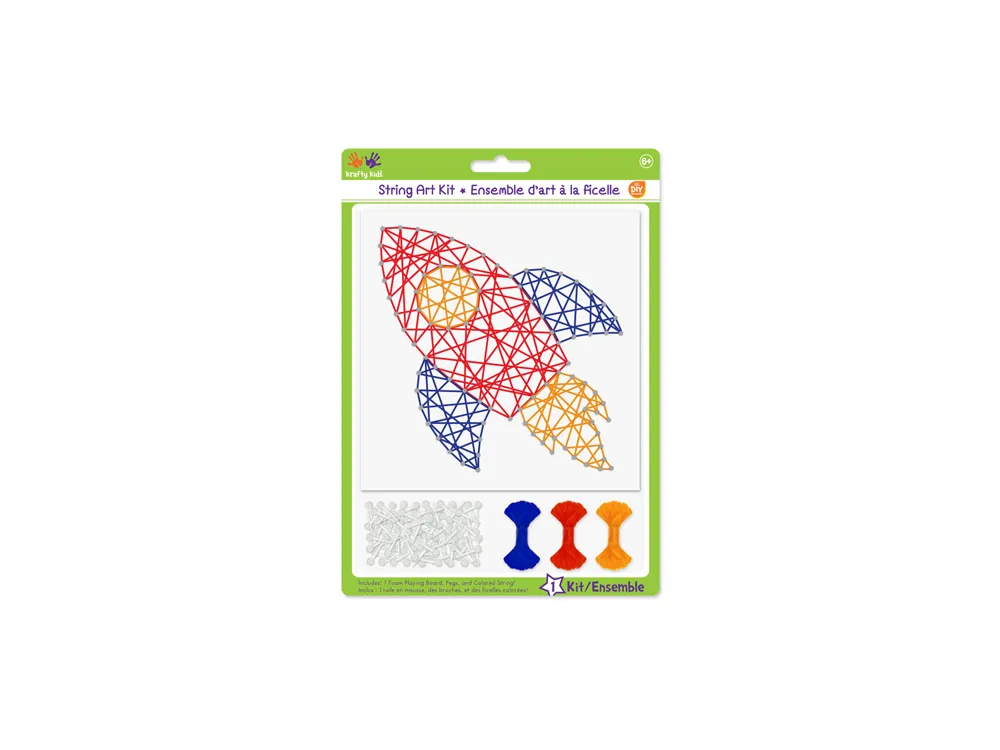 krafty kids
6+
String Art Kit * Ensemble d'art à la ficelle
DIY
Includes: 1 Foam Playing Board, Pegs, and Colored String!
Inclus : 1 toile en mousse, des broches, et des ficelles colorées!
1 Kit/Ensemble